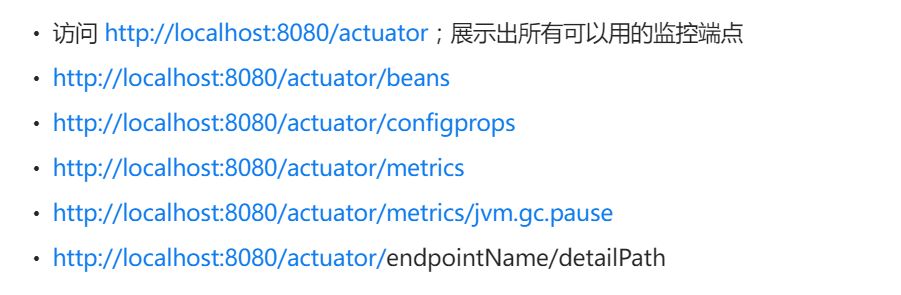 • 访问 http://localhost:8080/actuator；展示出所有可以用的监控端点
• http://localhost:8080/actuator/beans
• http://localhost:8080/actuator/configprops
• http://localhost:8080/actuator/metrics
• http://localhost:8080/actuator/metrics/jvm.gc.pause
• http://localhost:8080/actuator/endpointName/detailPath